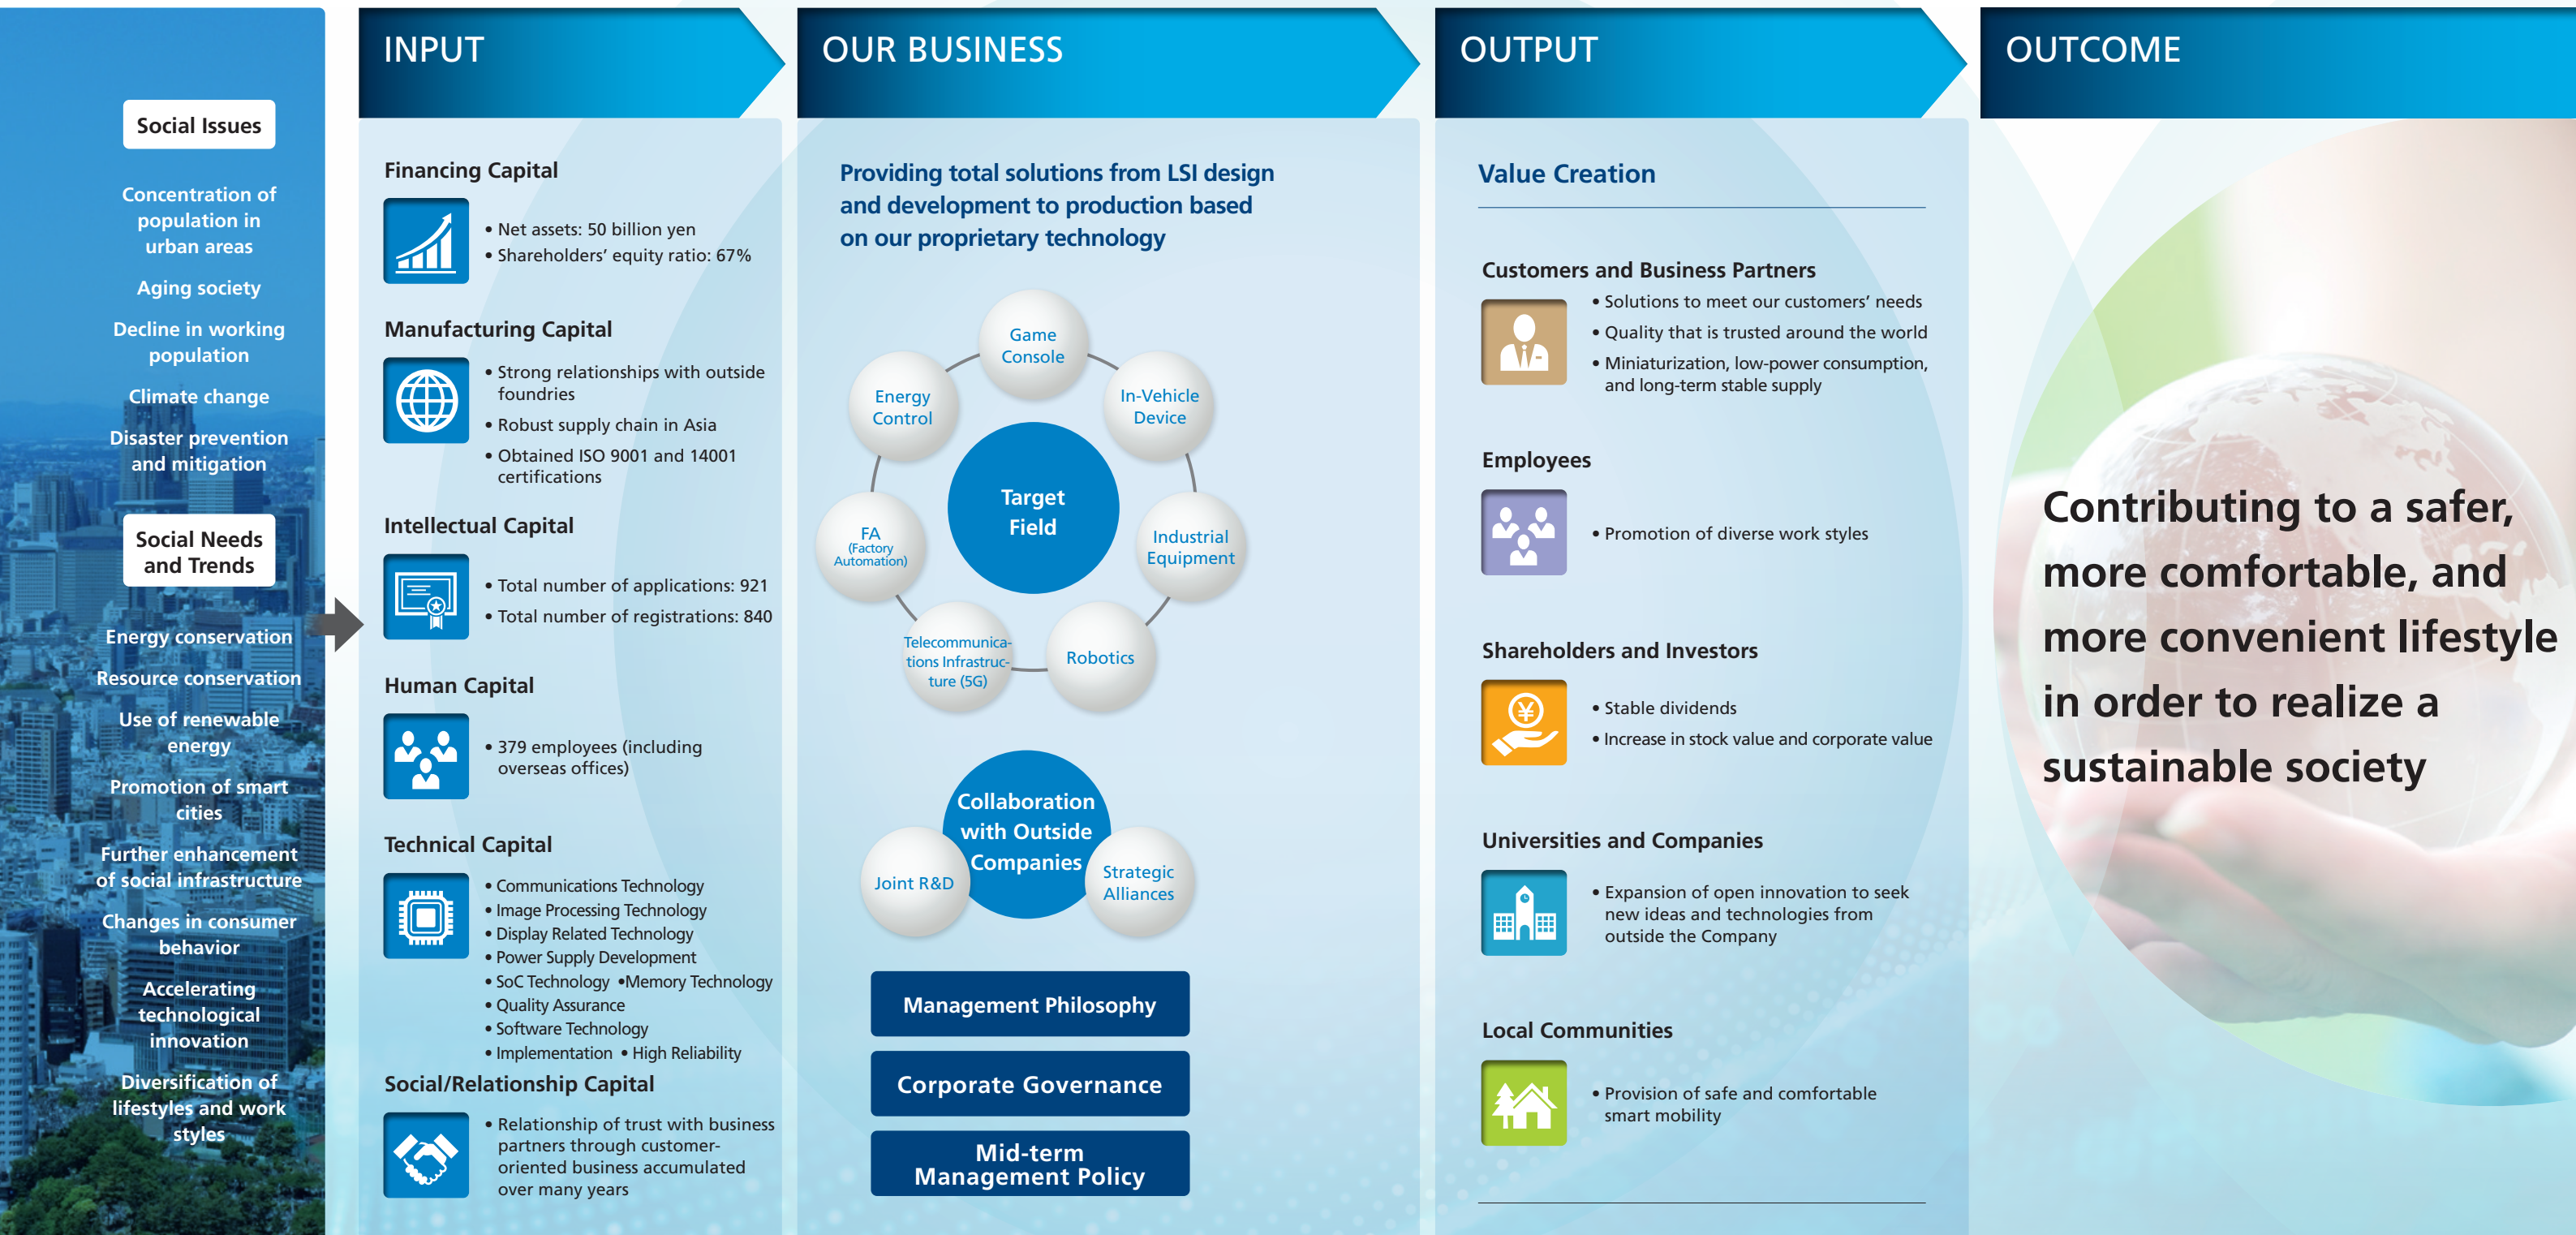 Social Issues
Concentration of
population in
urban areas
Aging society
Decline in working
population
Climate change
Disaster prevention
and mitigation
Social Needs
and Trends
Energy conservation
Resource conservation
Use of renewable
energy
Promotion of smart
cities
Further enhancement
of social infrastructure
Changes in consumer
behavior
Accelerating
technological
innovation
Diversification of
lifestyles and work
styles
INPUT
Financing Capital
• Net assets: 50 billion yen
• Shareholders’ equity ratio: 67%
Manufacturing Capital
• Strong relationships with outside
foundries
• Robust supply chain in Asia
• Obtained ISO 9001 and 14001
certifications
Intellectual Capital
• Total number of applications: 921
• Total number of registrations: 840
Human Capital
• 379 employees (including
overseas offices)
Technical Capital
• Communications Technology
• Image Processing Technology
• Display Related Technology
• Power Supply Development
• SoC Technology •Memory Technology
• Quality Assurance
• Software Technology
• Implementation • High Reliability
Social/Relationship Capital
• Relationship of trust with business
partners through customer-
oriented business accumulated
over many years
OUR BUSINESS
Providing total solutions from LSI design
and development to production based
on our proprietary technology
Game
Console
In-Vehicle
Device
Industrial
Equipment
Robotics
Telecommunica-
tions Infrastruc-
ture (5G)
FA
(Factory
Automation)
Energy
Control
Target
Field
Collaboration
with Outside
Companies
Joint R&D
Strategic
Alliances
Management Philosophy
Corporate Governance
Mid-term
Management Policy
OUTPUT
Value Creation
Customers and Business Partners
• Solutions to meet our customers’ needs
• Quality that is trusted around the world
• Miniaturization, low-power consumption,
and long-term stable supply
Employees
• Promotion of diverse work styles
Shareholders and Investors
¥
• Stable dividends
• Increase in stock value and corporate value
Universities and Companies
• Expansion of open innovation to seek
new ideas and technologies from
outside the Company
Local Communities
• Provision of safe and comfortable
smart mobility
OUTCOME
Contributing to a safer,
more comfortable, and
more convenient lifestyle
in order to realize a
sustainable society